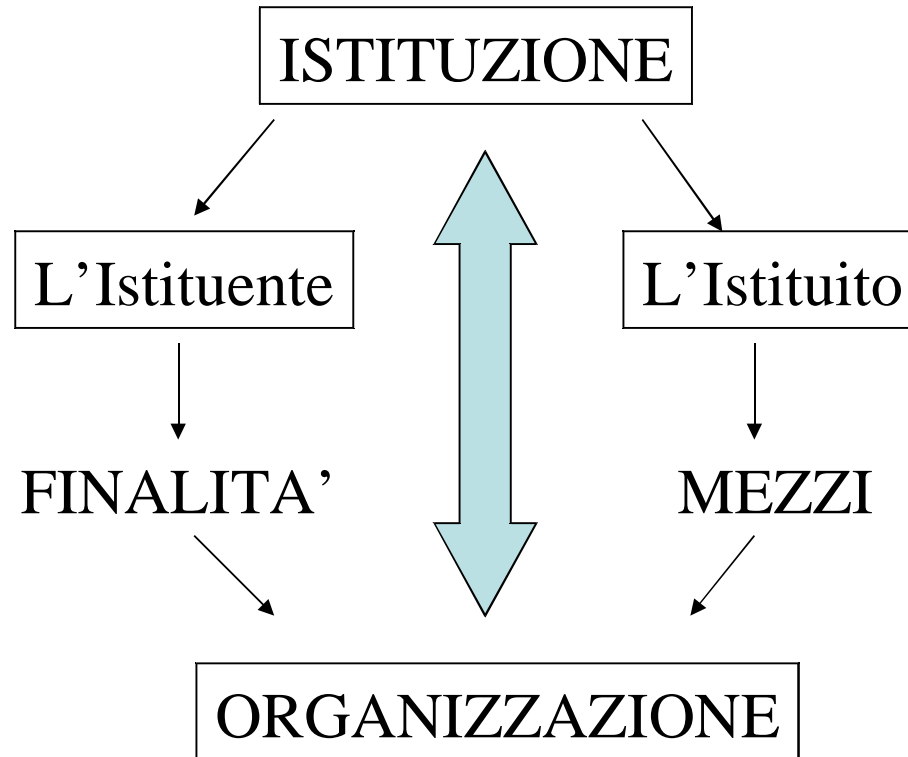 ISTITUZIONE
L’Istituente
L’Istituito
FINALITA’
MEZZI
ORGANIZZAZIONE